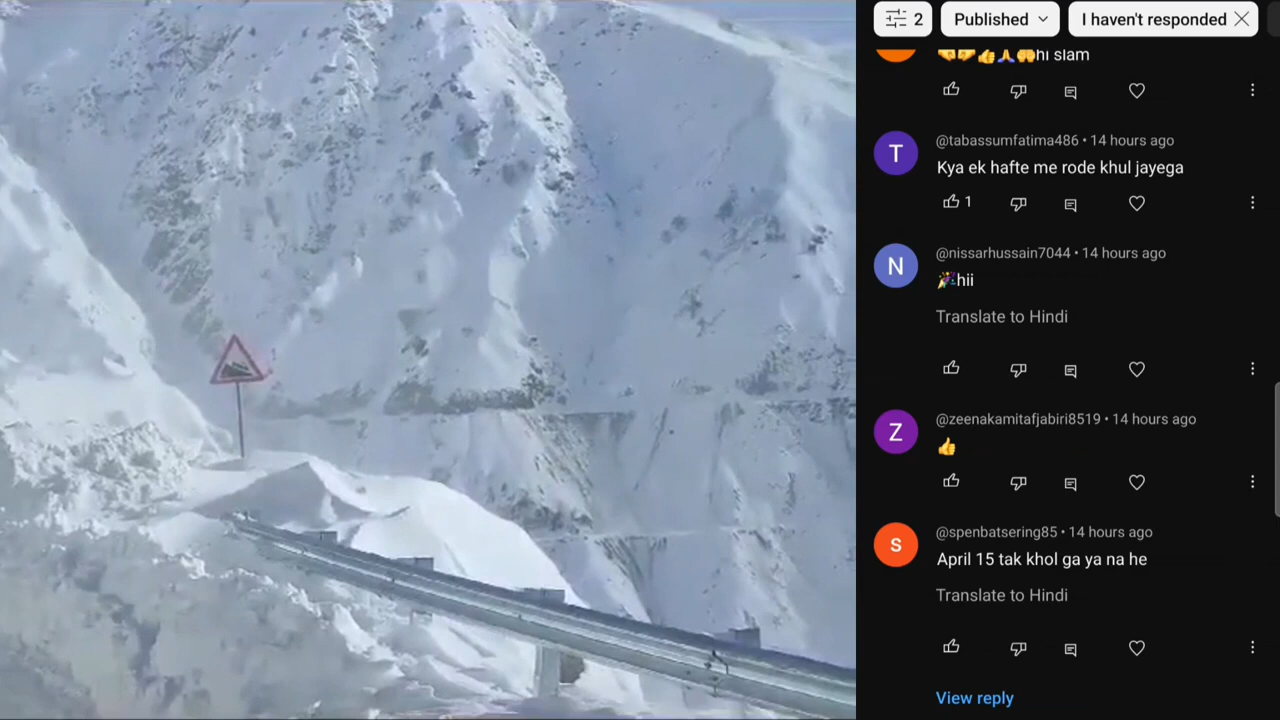 2
Published
I haven't responded
🤜🤛👍🙏🤲hi slam
@tabassumfatima486 • 14 hours ago
Kya ek hafte me rode khul jayega
1
@nissarhussain7044 • 14 hours ago
🎉hii
Translate to Hindi
@zeenakamitafjabiri8519 • 14 hours ago
👍
@spenbatsering85 • 14 hours ago
April 15 tak khol ga ya na he
Translate to Hindi
View reply
T
N
Z
S